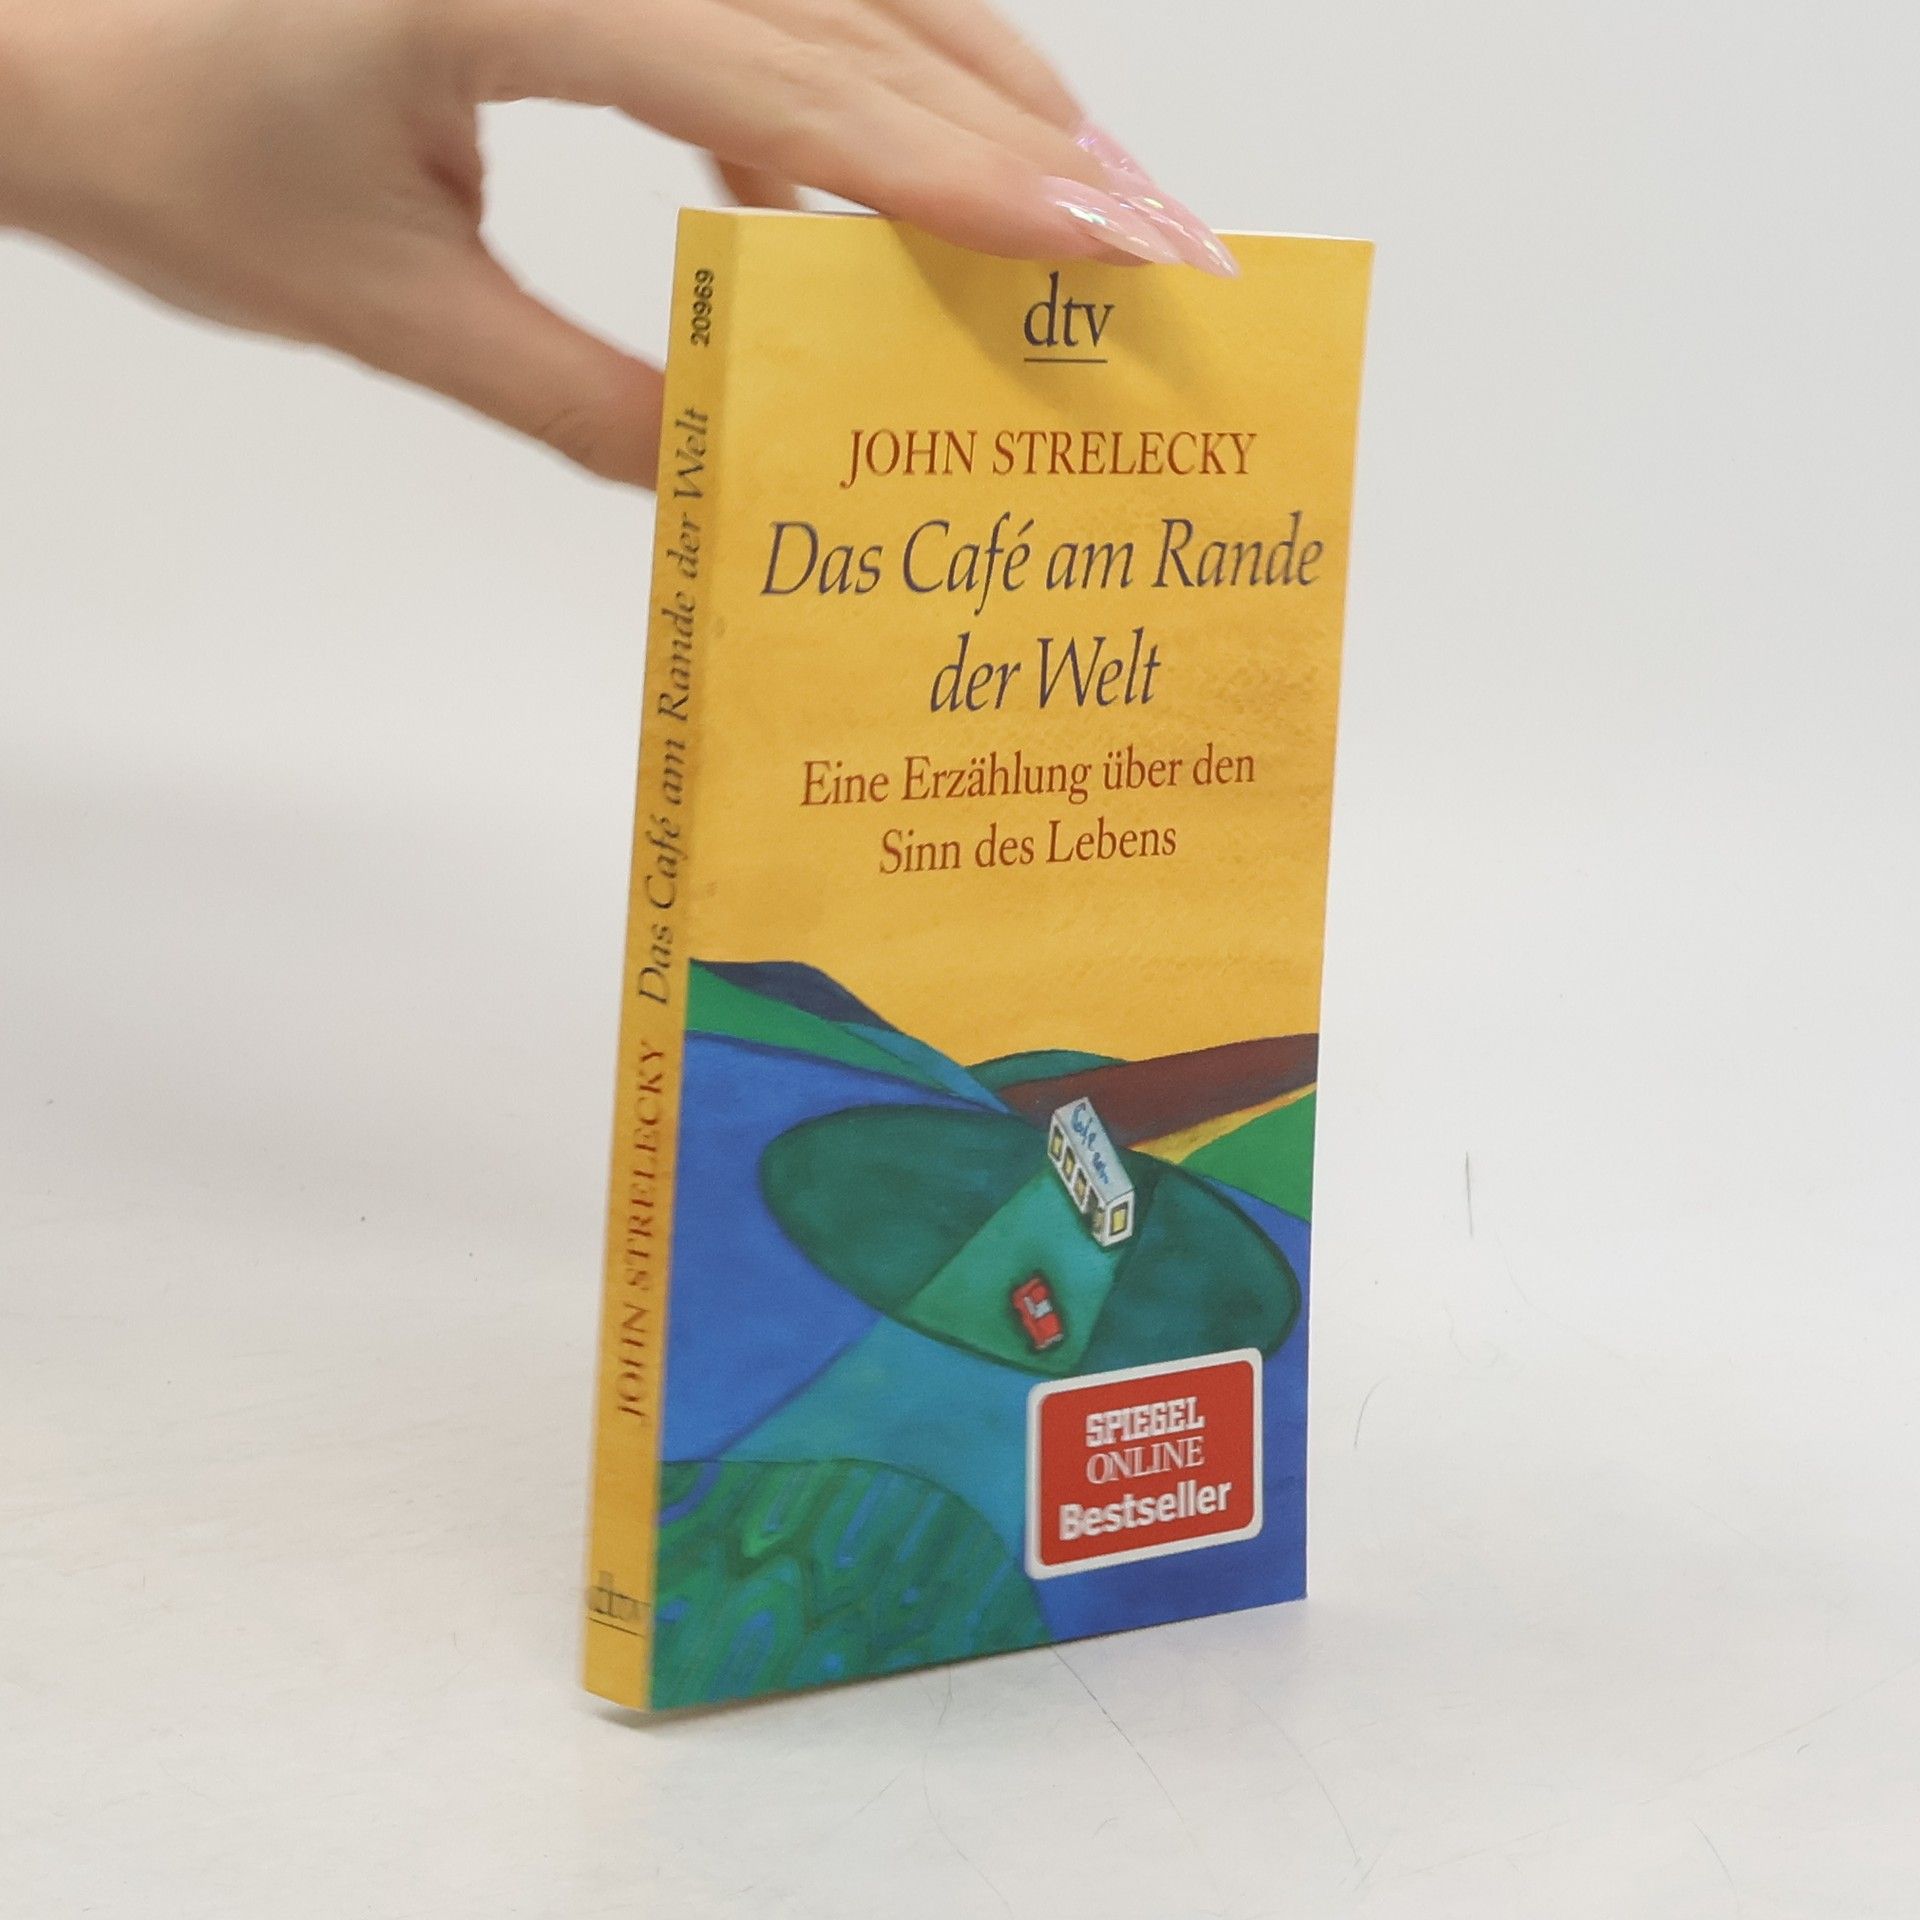 dtv
JOHN STRELECKY
Das Café am Rande
der Welt
Eine Erzählung über den
Sinn des Lebens
Café
SPIEGEL
ONLINE
Bestseller
JOHN STRELECKY Das Café am Rande der Welt 20969
dtv